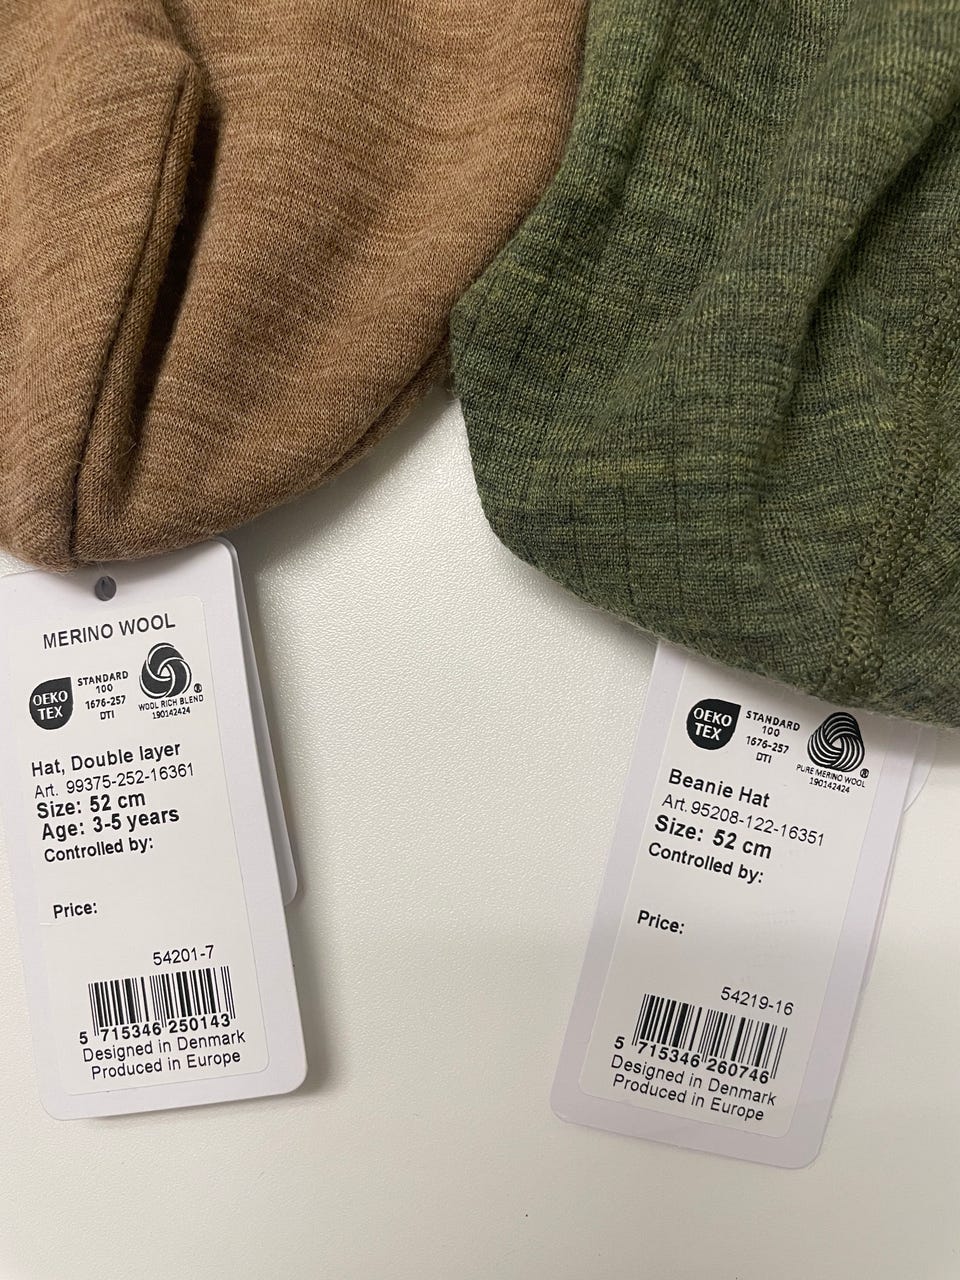 MERINO WOOL
OEKO
TEX
STANDARD
100
1676-257
DTI
WOOL RICH BLEND
190142424
®
Hat, Double layer
Art. 99375-252-16361
Size: 52 cm
Age: 3-5 years
Controlled by:
Price:
54201-7
5 715346 250143
Designed in Denmark
Produced in Europe
OEKO
TEX
STANDARD
100
1676-257
DTI
PURE MERINO WOOL
190142424
®
Beanie Hat
Art. 95208-122-16351
Size: 52 cm
Controlled by:
Price:
54219-16
5 715346 260746
Designed in Denmark
Produced in Europe